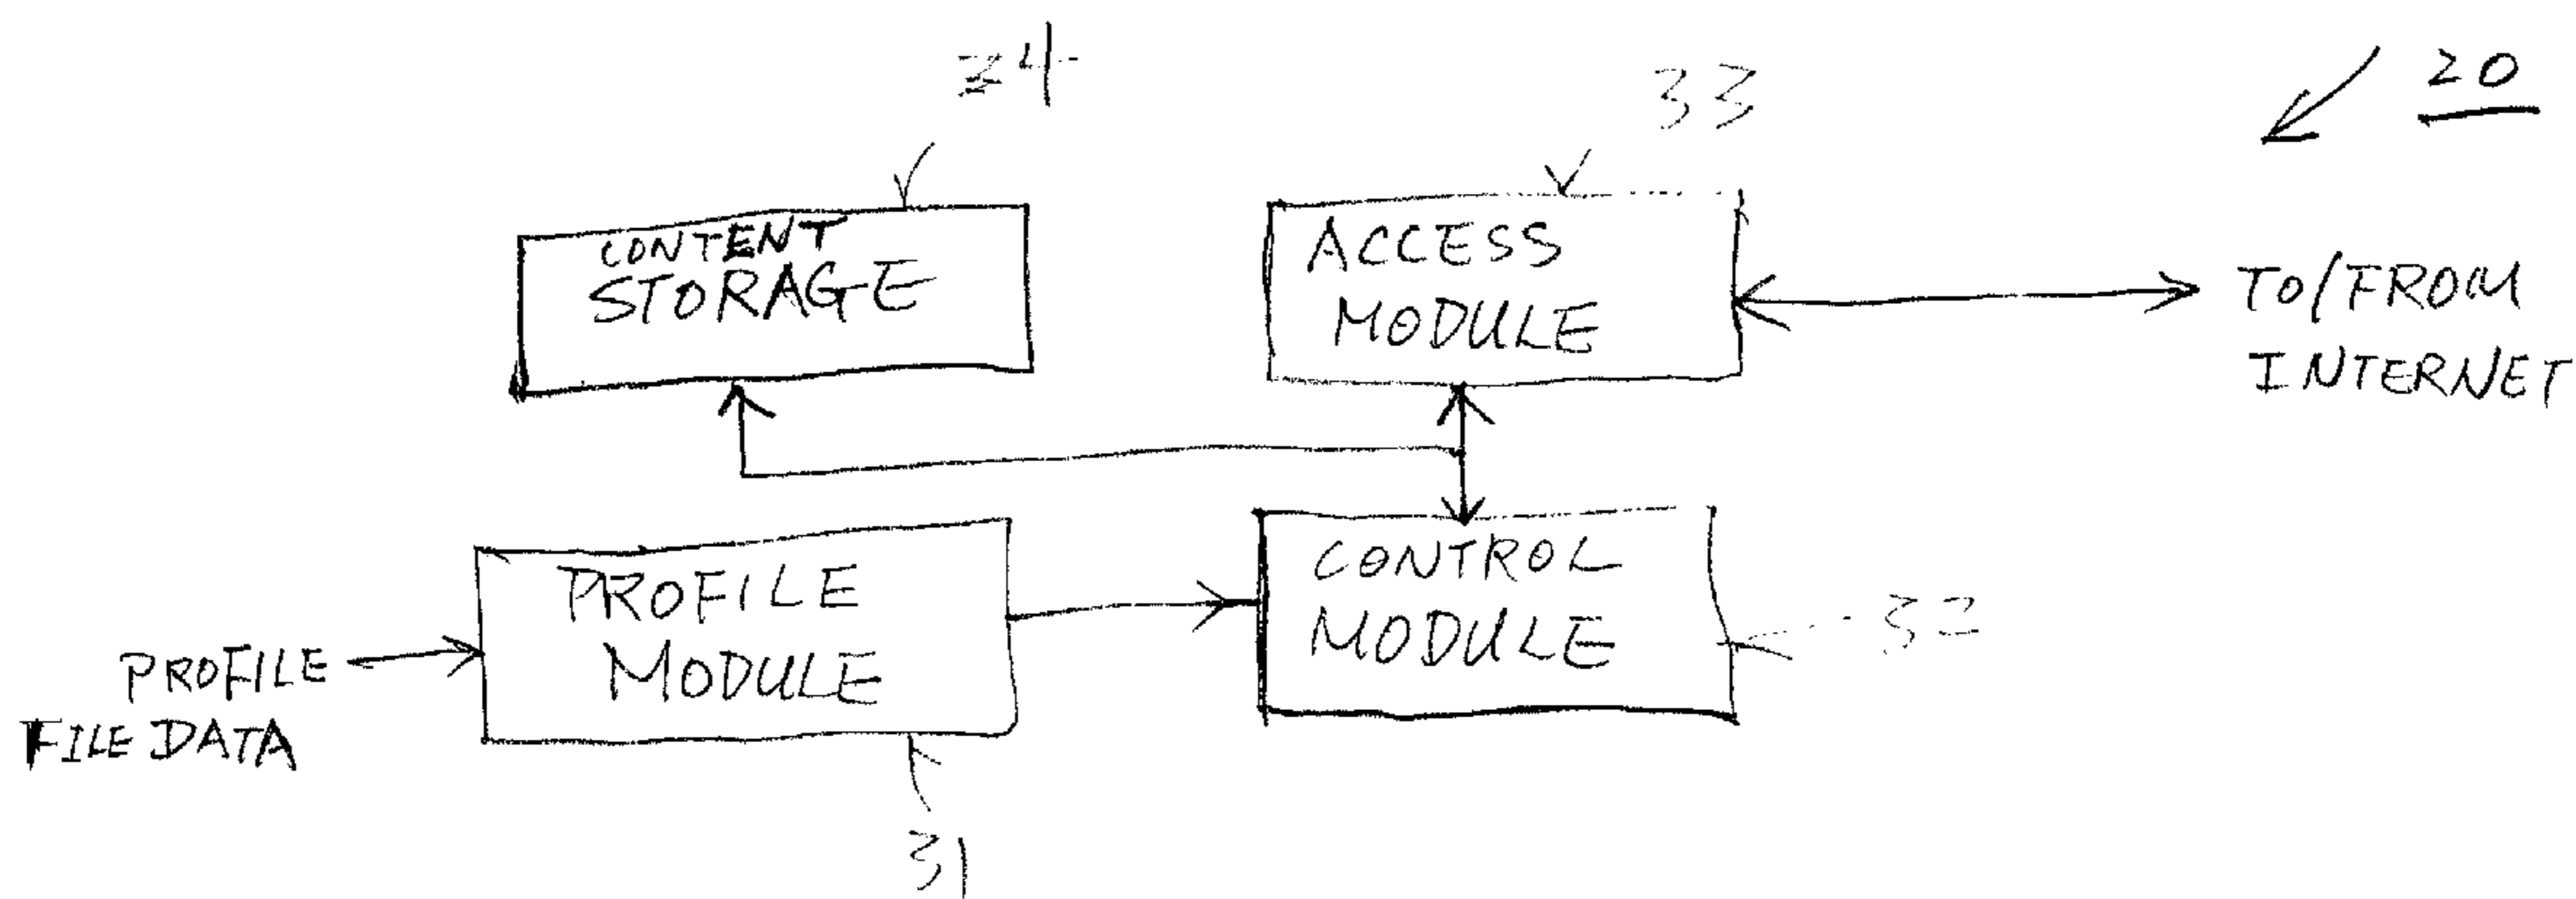 34
33
20
CONTENT
STORAGE
ACCESS
MODULE
TO/FROM
INTERNET
PROFILE
MODULE
CONTROL
MODULE
32
PROFILE
FILE DATA
31